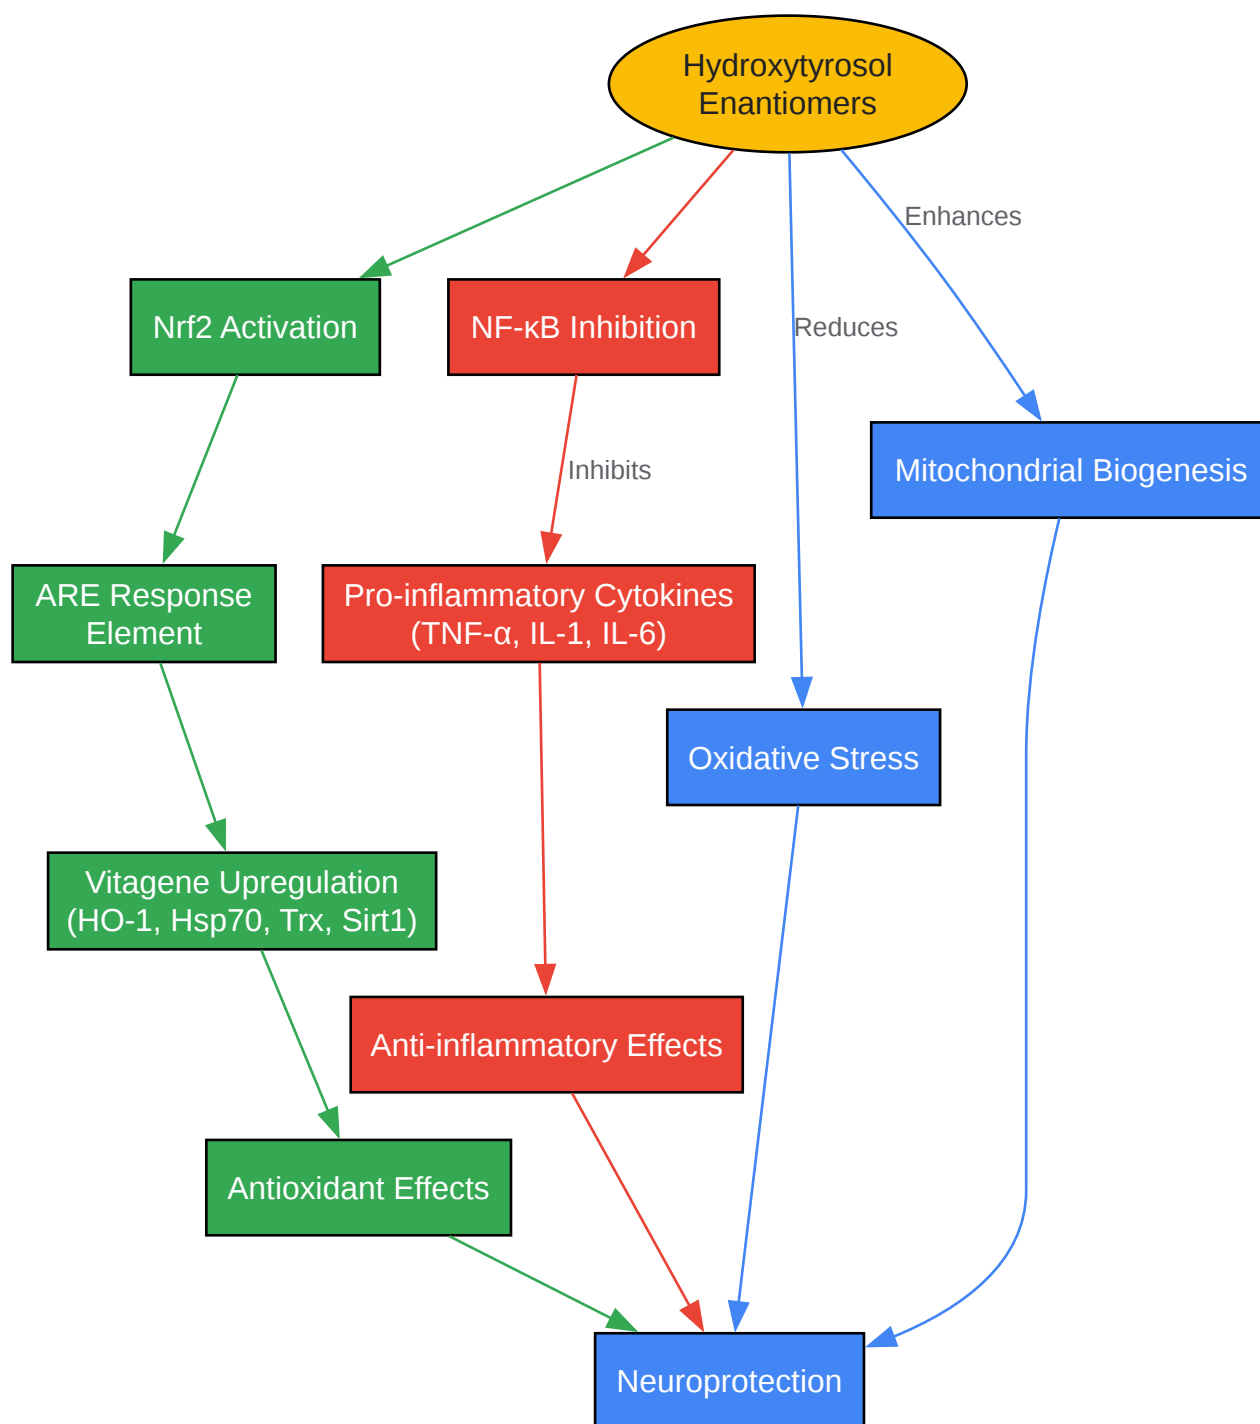 Hydroxytyrosol
Enantiomers
Enhances
Nrf2 Activation
NF-κB Inhibition
Reduces
Inhibits
Mitochondrial Biogenesis
ARE Response
Element
Pro-inflammatory Cytokines
(TNF-α, IL-1, IL-6)
Oxidative Stress
Vitagene Upregulation
(HO-1, Hsp70, Trx, Sirt1)
Anti-inflammatory Effects
Antioxidant Effects
Neuroprotection